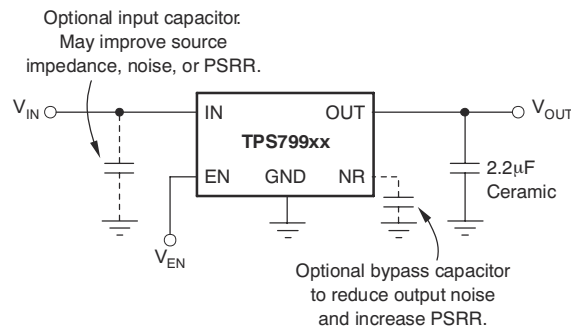 Optional input capacitor.
May improve source
impedance, noise, or PSRR.
V_IN
IN
OUT
V_OUT
TPS799xx
EN
GND
NR
2.2μF
Ceramic
V_EN
Optional bypass capacitor
to reduce output noise
and increase PSRR.